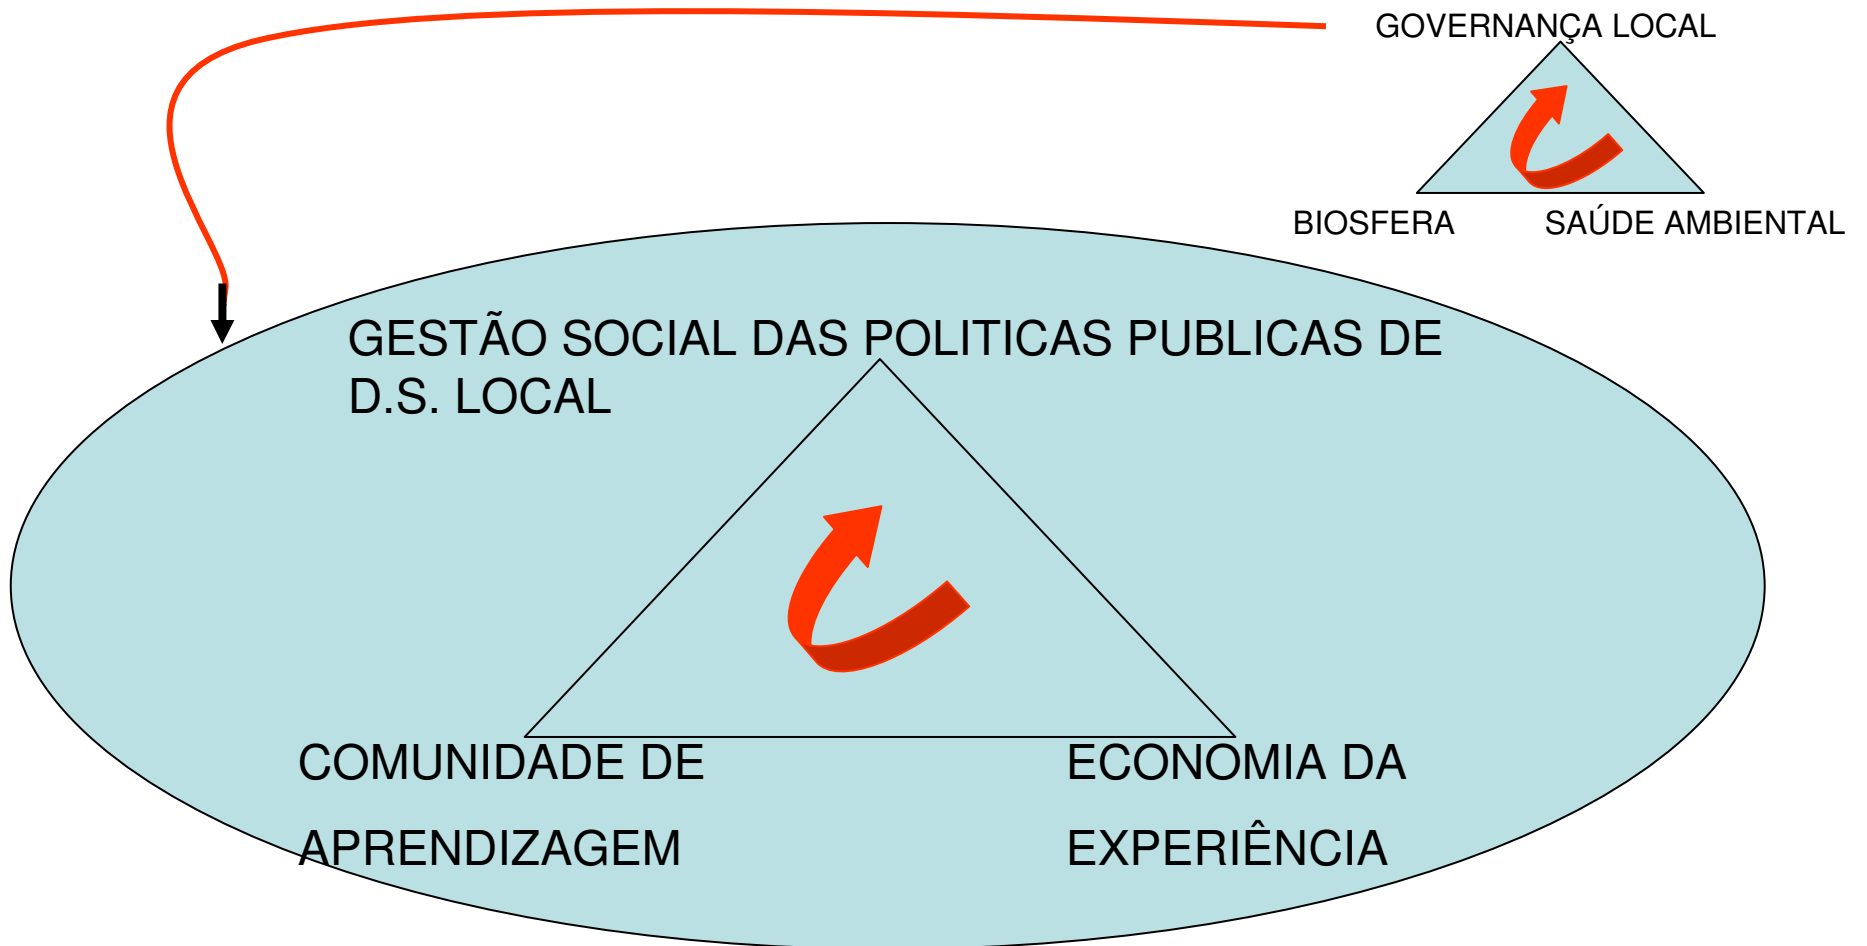 GOVERNANÇA LOCAL
BIOSFERA
SAÚDE AMBIENTAL
GESTÃO SOCIAL DAS POLITICAS PUBLICAS DE
D.S. LOCAL
COMUNIDADE DE
APRENDIZAGEM
ECONOMIA DA
EXPERIÊNCIA